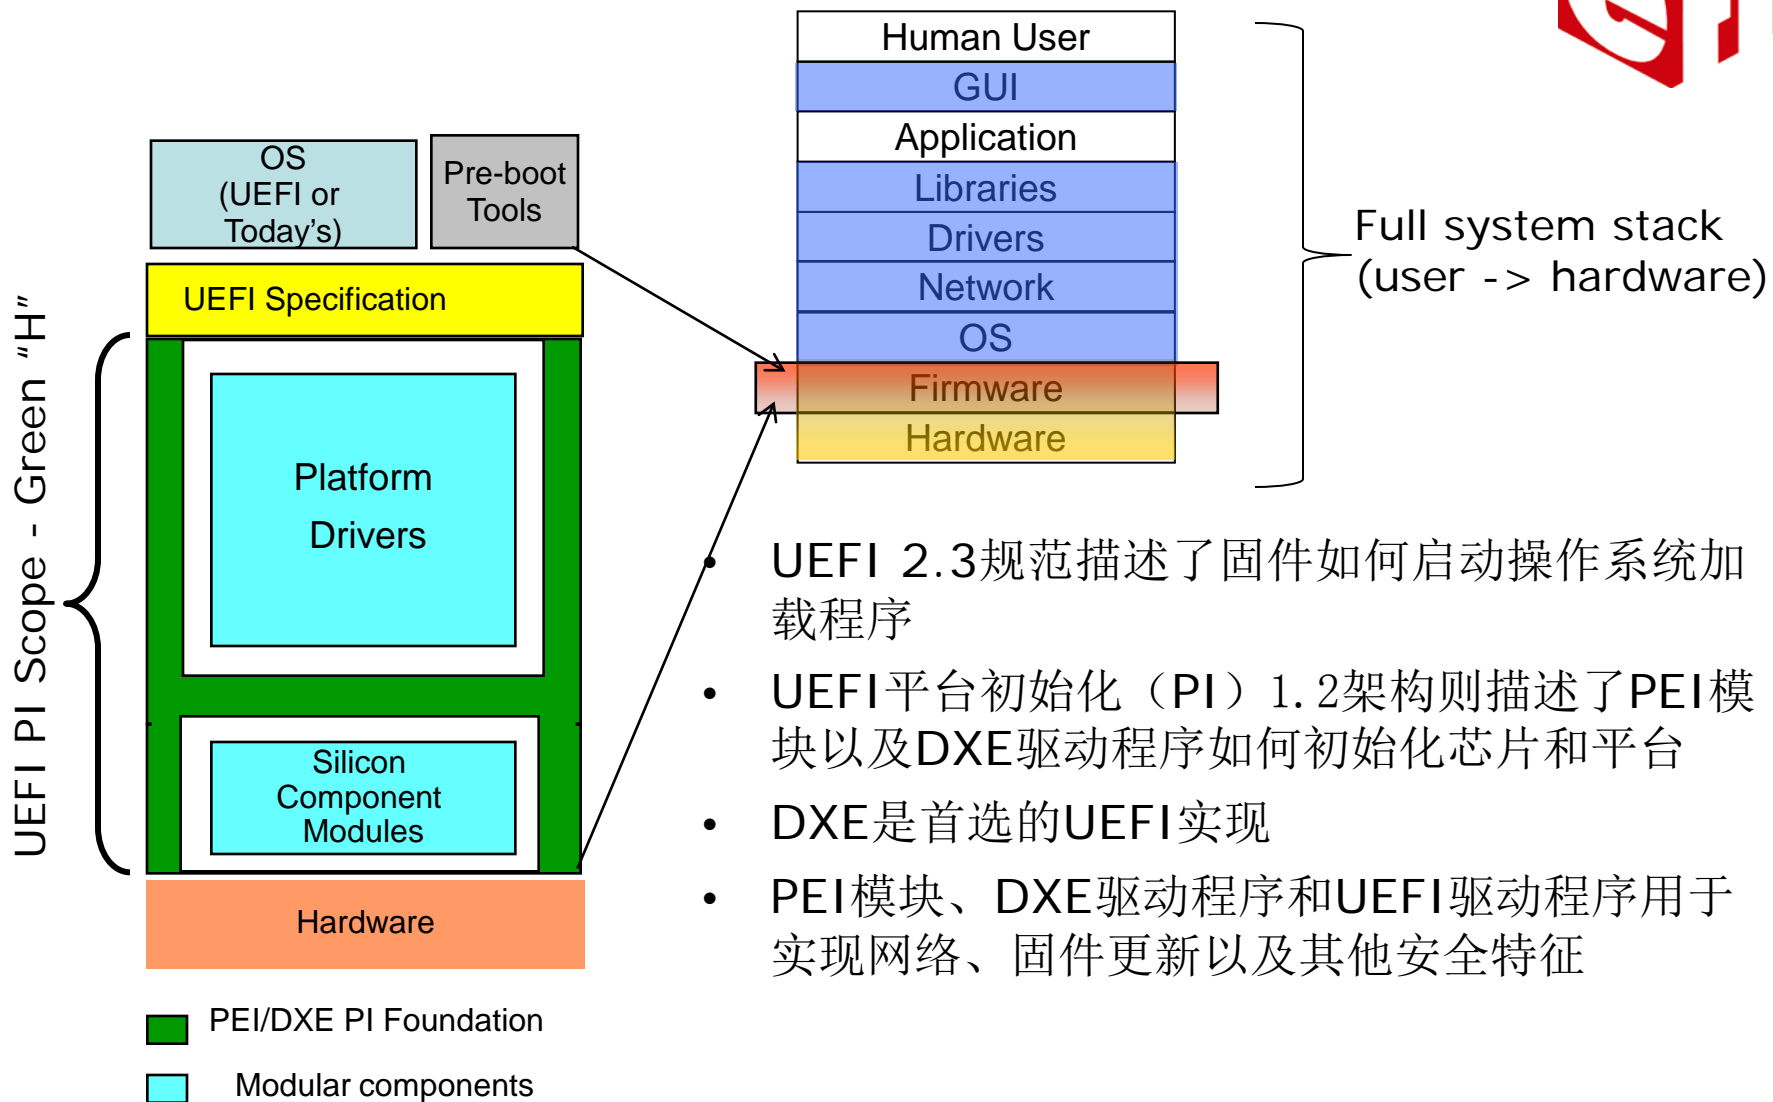 Human User
GUI
Application
Libraries
Drivers
Network
OS
Firmware
Hardware
Full system stack
(user -> hardware)
OS
(UEFI or
Today's)
Pre-boot
Tools
UEFI Specification
UEFI PI Scope - Green "H"
Platform
Drivers
Silicon
Component
Modules
Hardware
PEI/DXE PI Foundation
Modular components
• UEFI 2.3规范描述了固件如何启动操作系统加
载程序
• UEFI平台初始化（PI）1.2架构则描述了PEI模
块以及DXE驱动程序如何初始化芯片和平台
• DXE是首选的UEFI实现
• PEI模块、DXE驱动程序和UEFI驱动程序用于
实现网络、固件更新以及其他安全特征